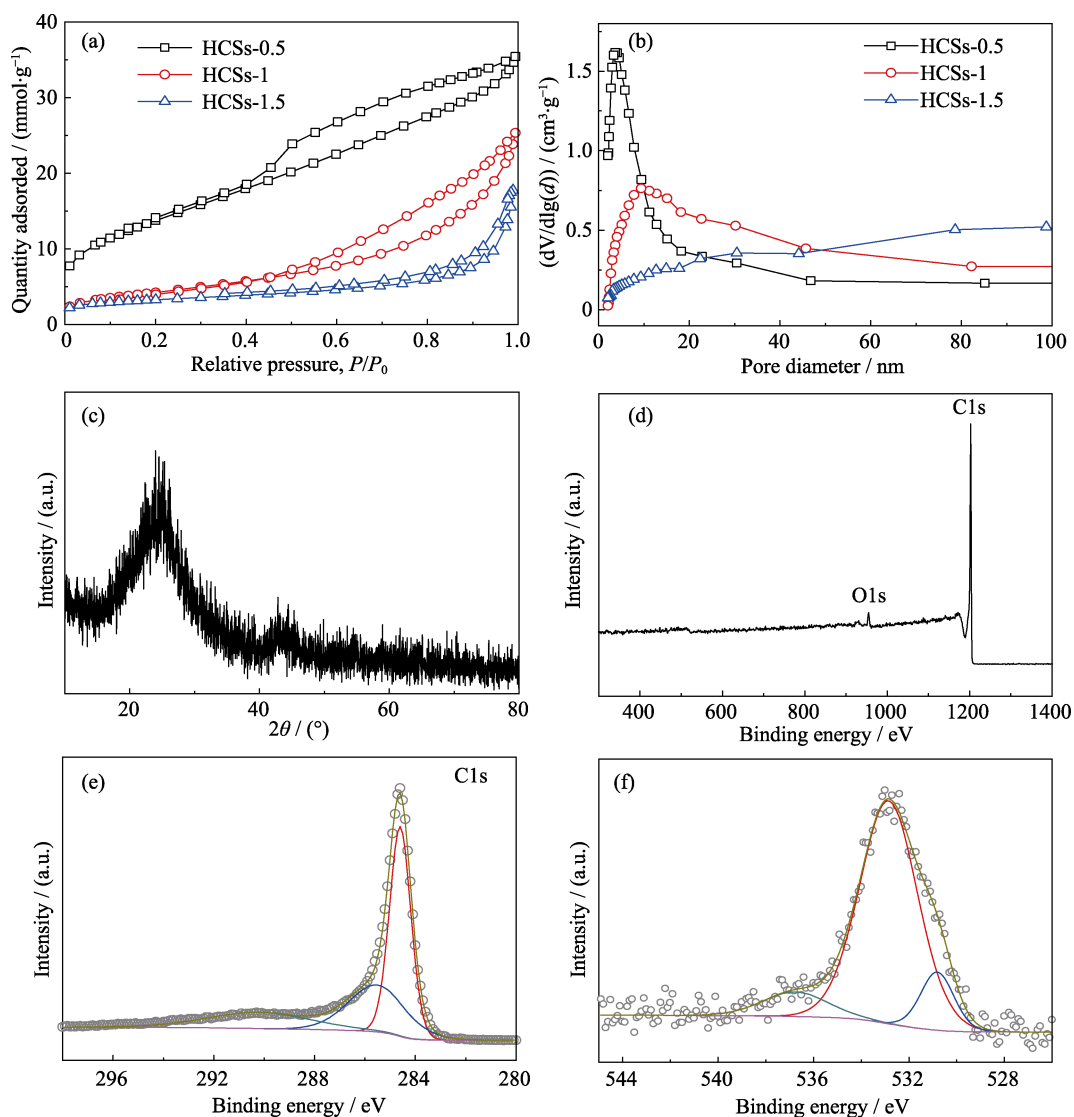 (a)
HCSs-0.5
HCSs-1
HCSs-1.5
40
30
20
10
0
0 0.2 0.4 0.6 0.8 1.0
Quantity adsorded / (mmol·g⁻¹)
Relative pressure, P/P₀
(b)
HCSs-0.5
HCSs-1
HCSs-1.5
1.5
1.0
0.5
0
0 20 40 60 80 100
(dV/dlg(d)) / (cm³·g⁻¹)
Pore diameter / nm
(c)
20 40 60 80
Intensity / (a.u.)
2θ / (°)
(d)
C1s
O1s
400 600 800 1000 1200 1400
Intensity / (a.u.)
Binding energy / eV
(e)
C1s
296 292 288 284 280
Intensity / (a.u.)
Binding energy / eV
(f)
544 540 536 532 528
Intensity / (a.u.)
Binding energy / eV